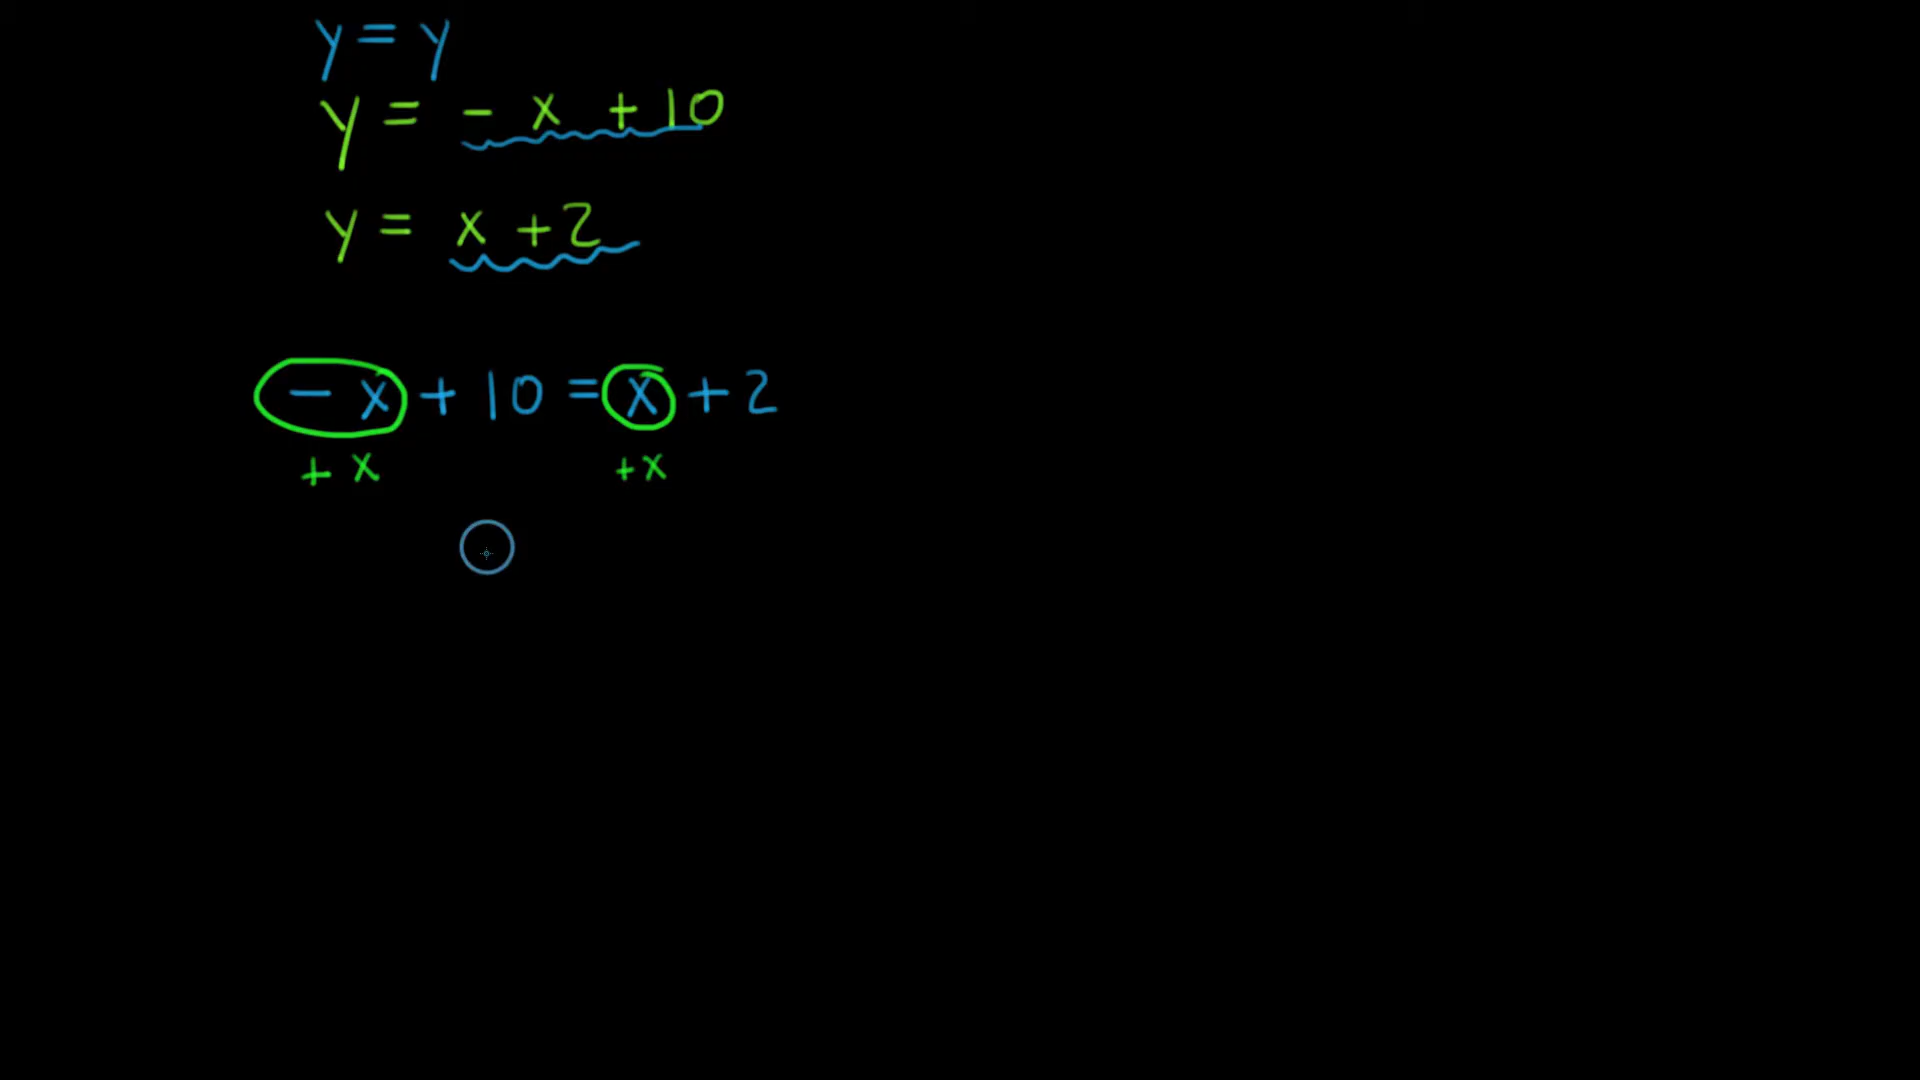 y = y
y = - x + 10
y = x + 2
- x + 10 = x + 2
+ x +x